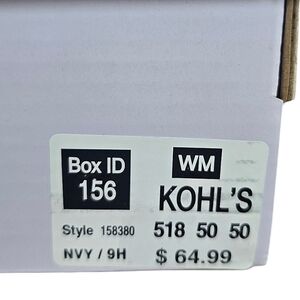 Box ID
156
WM
KOHL'S
Style 158380
518 50 50
NVY / 9H
$ 64.99